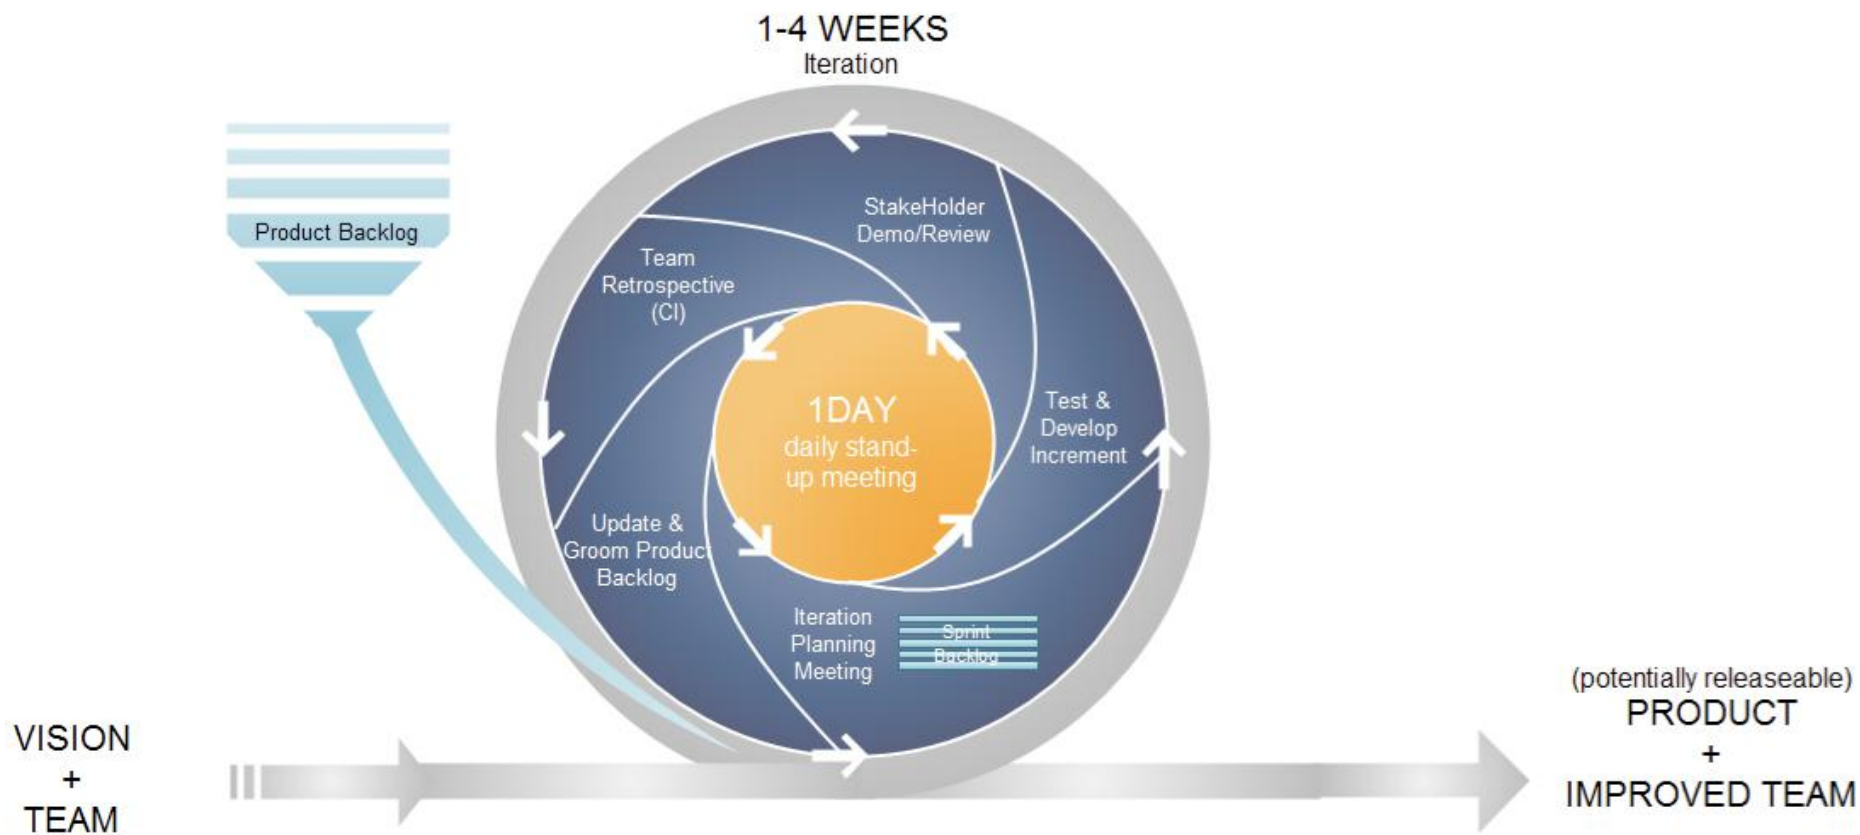 1-4 WEEKS
Iteration
Product Backlog
StakeHolder
Demo/Review
Team
Retrospective
(CI)
1DAY
daily stand-
up meeting
Test &
Develop
Increment
Update &
Groom Product
Backlog
Iteration
Planning
Meeting
Sprint
Backlog
VISION
+
TEAM
(potentially releaseable)
PRODUCT
+
IMPROVED TEAM